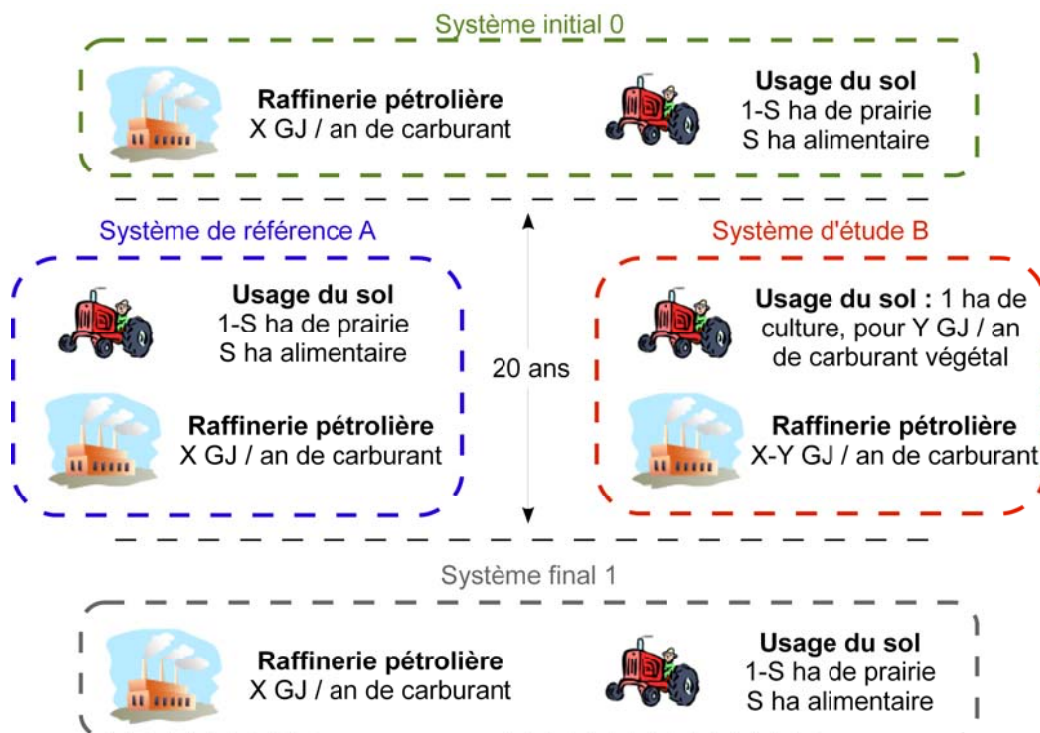 Système initial 0
Raffinerie pétrolière
X GJ / an de carburant
Usage du sol
1-S ha de prairie
S ha alimentaire
Système de référence A
Usage du sol
1-S ha de prairie
S ha alimentaire
Raffinerie pétrolière
X GJ / an de carburant
20 ans
Système d'étude B
Usage du sol : 1 ha de
culture, pour Y GJ / an
de carburant végétal
Raffinerie pétrolière
X-Y GJ / an de carburant
Système final 1
Raffinerie pétrolière
X GJ / an de carburant
Usage du sol
1-S ha de prairie
S ha alimentaire